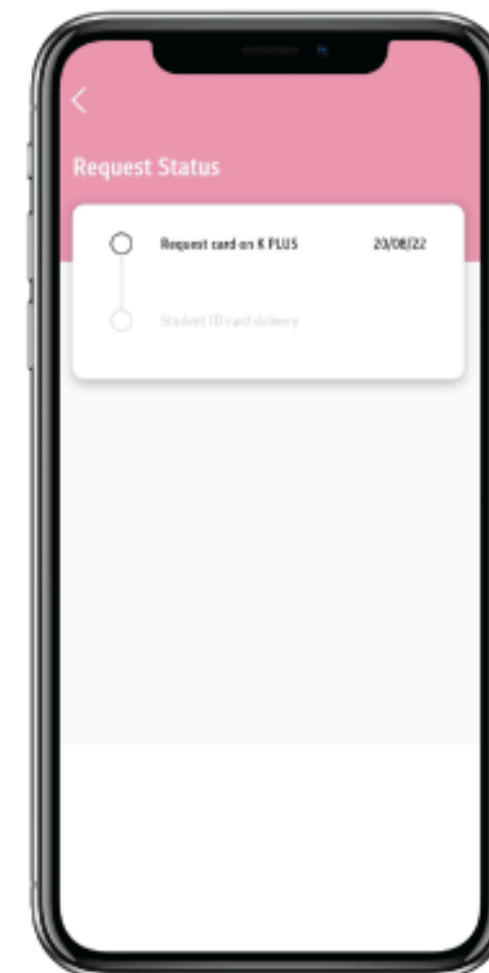 Request Status
Request card on K PLUS 20/08/22
Student ID card delivery